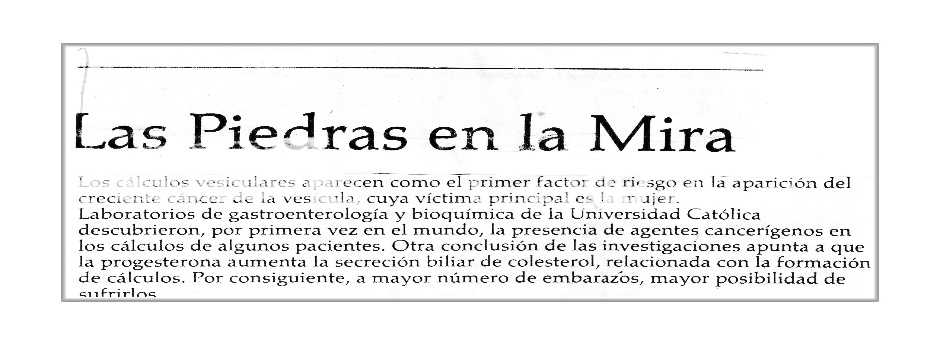 Las Piedras en la Mira
Los cálculos vesiculares aparecen como el primer factor de riesgo en la aparición del
creciente cáncer de la vesícula, cuya víctima principal es la mujer.
Laboratorios de gastroenterología y bioquímica de la Universidad Católica
descubrieron, por primera vez en el mundo, la presencia de agentes cancerígenos en
los cálculos de algunos pacientes. Otra conclusión de las investigaciones apunta a que
la progesterona aumenta la secreción biliar de colesterol, relacionada con la formación
de cálculos. Por consiguiente, a mayor número de embarazos, mayor posibilidad de
sufrirlos